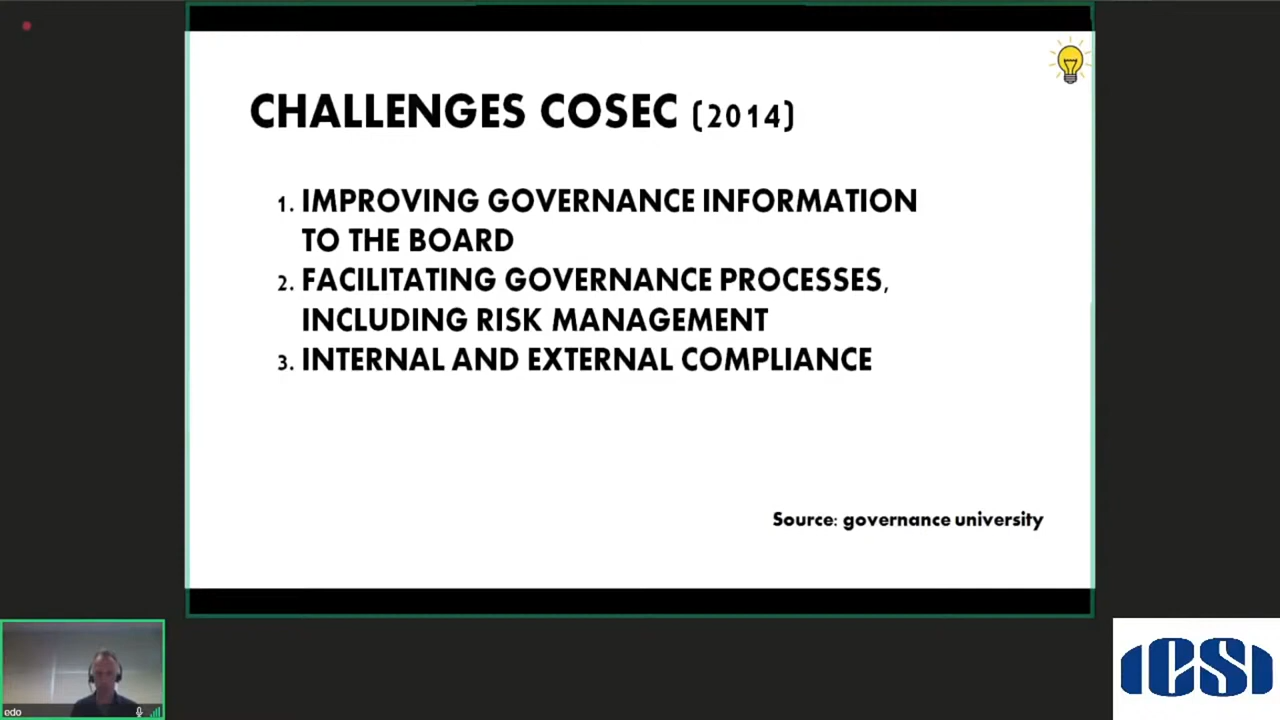 CHALLENGES COSEC (2014)
1. IMPROVING GOVERNANCE INFORMATION
TO THE BOARD
2. FACILITATING GOVERNANCE PROCESSES,
INCLUDING RISK MANAGEMENT
3. INTERNAL AND EXTERNAL COMPLIANCE
Source: governance university
edo
ICSI